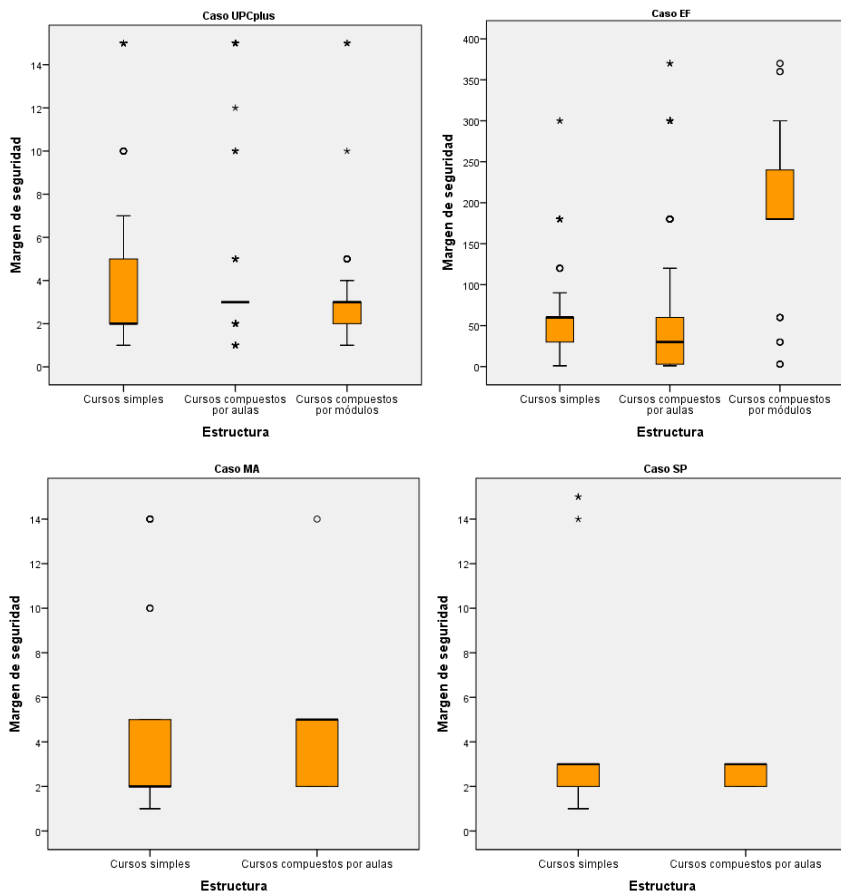 Caso UPCplus
Margen de seguridad
14
12
10
8
6
4
2
0
Cursos simples
Cursos compuestos
por aulas
Cursos compuestos
por módulos
Estructura
Caso EF
Margen de seguridad
400
350
300
250
200
150
100
50
0
Cursos simples
Cursos compuestos
por aulas
Cursos compuestos
por módulos
Estructura
Caso MA
Margen de seguridad
14
12
10
8
6
4
2
0
Cursos simples
Cursos compuestos por aulas
Estructura
Caso SP
Margen de seguridad
14
12
10
8
6
4
2
0
Cursos simples
Cursos compuestos por aulas
Estructura